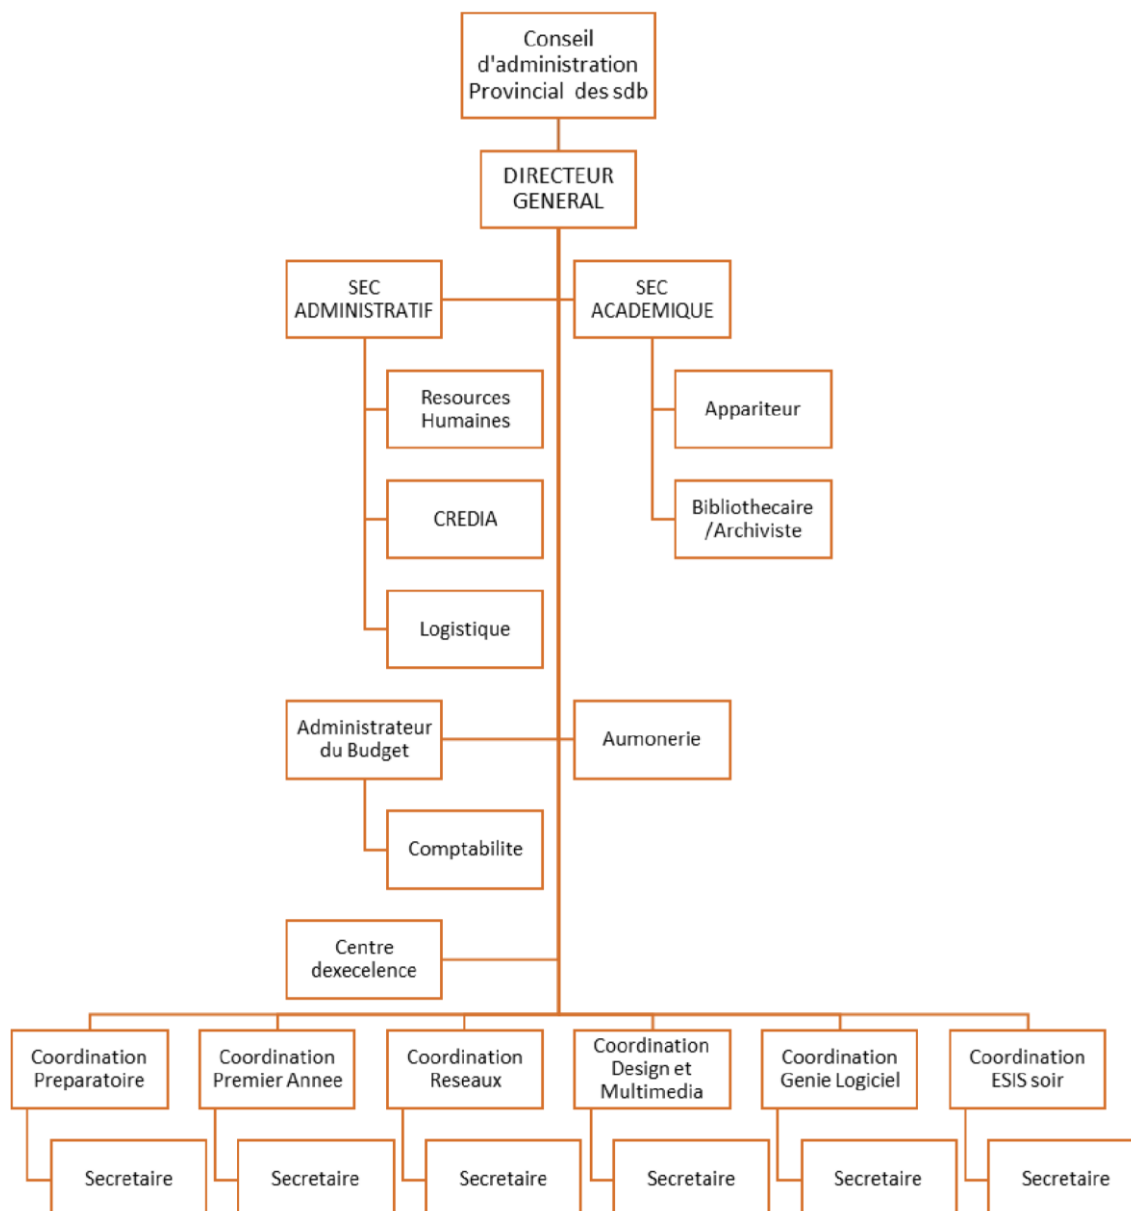 Conseil
d'administration
Provincial des sdb
DIRECTEUR
GENERAL
SEC
ADMINISTRATIF
SEC
ACADEMIQUE
Resources
Humaines
Appariteur
CREDIA
Bibliothecaire
/Archiviste
Logistique
Administrateur
du Budget
Aumonerie
Comptabilite
Centre
dexecelence
Coordination
Preparatoire
Coordination
Premier Annee
Coordination
Reseaux
Coordination
Design et
Multimedia
Coordination
Genie Logiciel
Coordination
ESIS soir
Secretaire
Secretaire
Secretaire
Secretaire
Secretaire
Secretaire